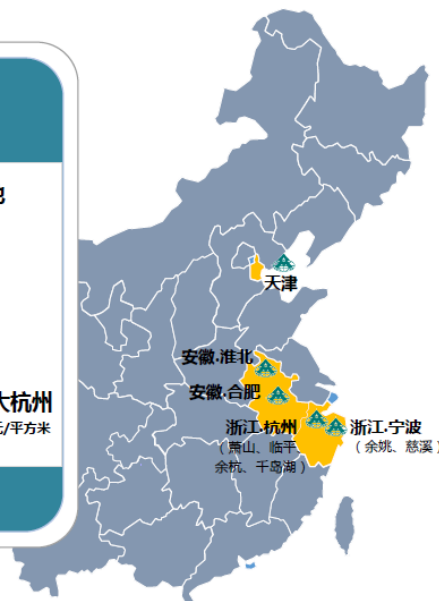 天津
安徽.淮北
安徽.合肥
大杭州
元/平方米
浙江.杭州
（萧山、临平、
余杭、千岛湖）
浙江.宁波
（余姚、慈溪）